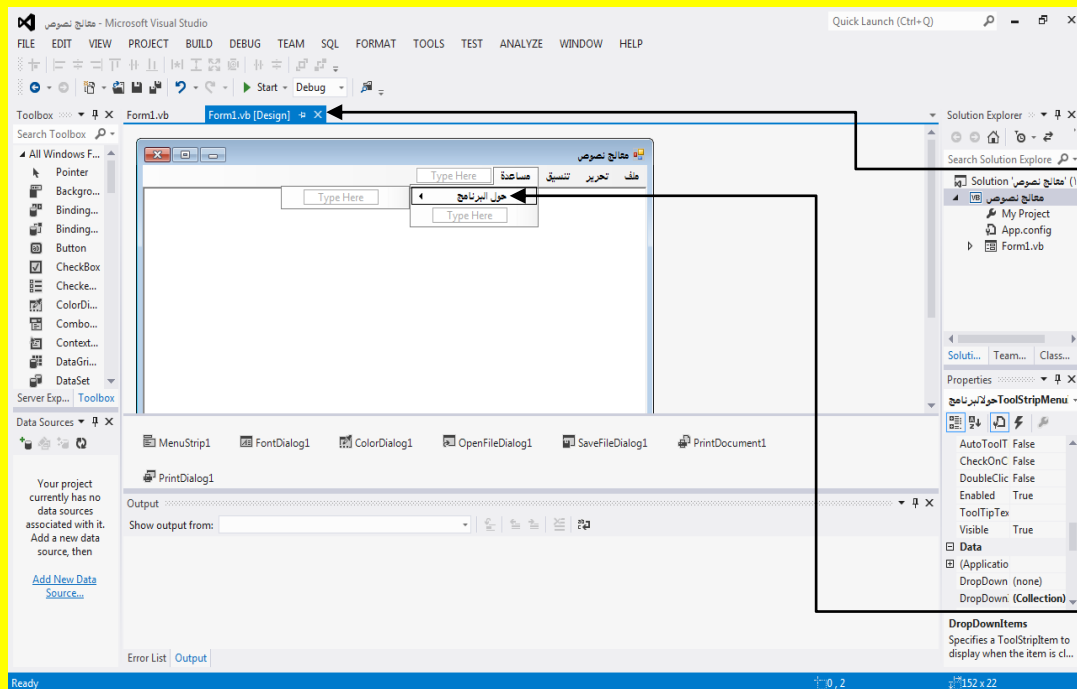 معالج نصوص - Microsoft Visual Studio
Quick Launch (Ctrl+Q)
FILE EDIT VIEW PROJECT BUILD DEBUG TEAM SQL FORMAT TOOLS TEST ANALYZE WINDOW HELP
Start Debug
Toolbox
Search Toolbox
All Windows F...
Pointer
Backgro...
Binding...
Binding...
Button
CheckBox
Checke...
ColorDi...
Combo...
Context...
DataGri...
DataSet
Server Exp... Toolbox
Data Sources
Your project
currently has no
data sources
associated with it.
Add a new data
source, then
Add New Data
Source...
Form1.vb Form1.vb [Design]
معالج نصوص
ملف تحرير تنسيق مساعدة Type Here
حول البرنامج Type Here
Type Here
MenuStrip1 FontDialog1 ColorDialog1 OpenFileDialog1 SaveFileDialog1 PrintDocument1
PrintDialog1
Output
Show output from:
Error List Output
Solution Explorer
Search Solution Explore
Solution 'معالج نصوص' (١
معالج نصوص
My Project
App.config
Form1.vb
Soluti... Team... Class...
Properties
حولالبرنامجToolStripMenu
AutoToolT False
CheckOnC False
DoubleClic False
Enabled True
ToolTipTex
Visible True
Data
(Applicatio
DropDown (none)
DropDown (Collection)
DropDownItems
Specifies a ToolStripItem to
display when the item is cl...
Ready 0 , 2 152 x 22